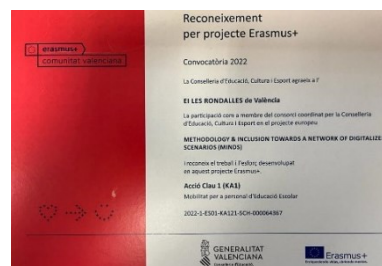 erasmus+
comunitat valenciana
Reconeixement
per projecte Erasmus+
Convocatòria 2022
La Conselleria d'Educació, Cultura i Esport agraeix a l'
EI LES RONDALLES de València
La participació com a membre del consorci coordinat per la Conselleria
d'Educació, Cultura i Esport en el projecte europeu
METHODOLOGY & INCLUSION TOWARDS A NETWORK OF DIGITALIZE
SCENARIOS (MINDS)
i reconeix el treball i l'esforç desenvolupat
en aquest projecte Erasmus+.
Acció Clau 1 (KA1)
Mobilitat per a personal d'Educació Escolar
2022-1-ES01-KA121-SCH-000064367
GENERALITAT
VALENCIANA
Erasmus+